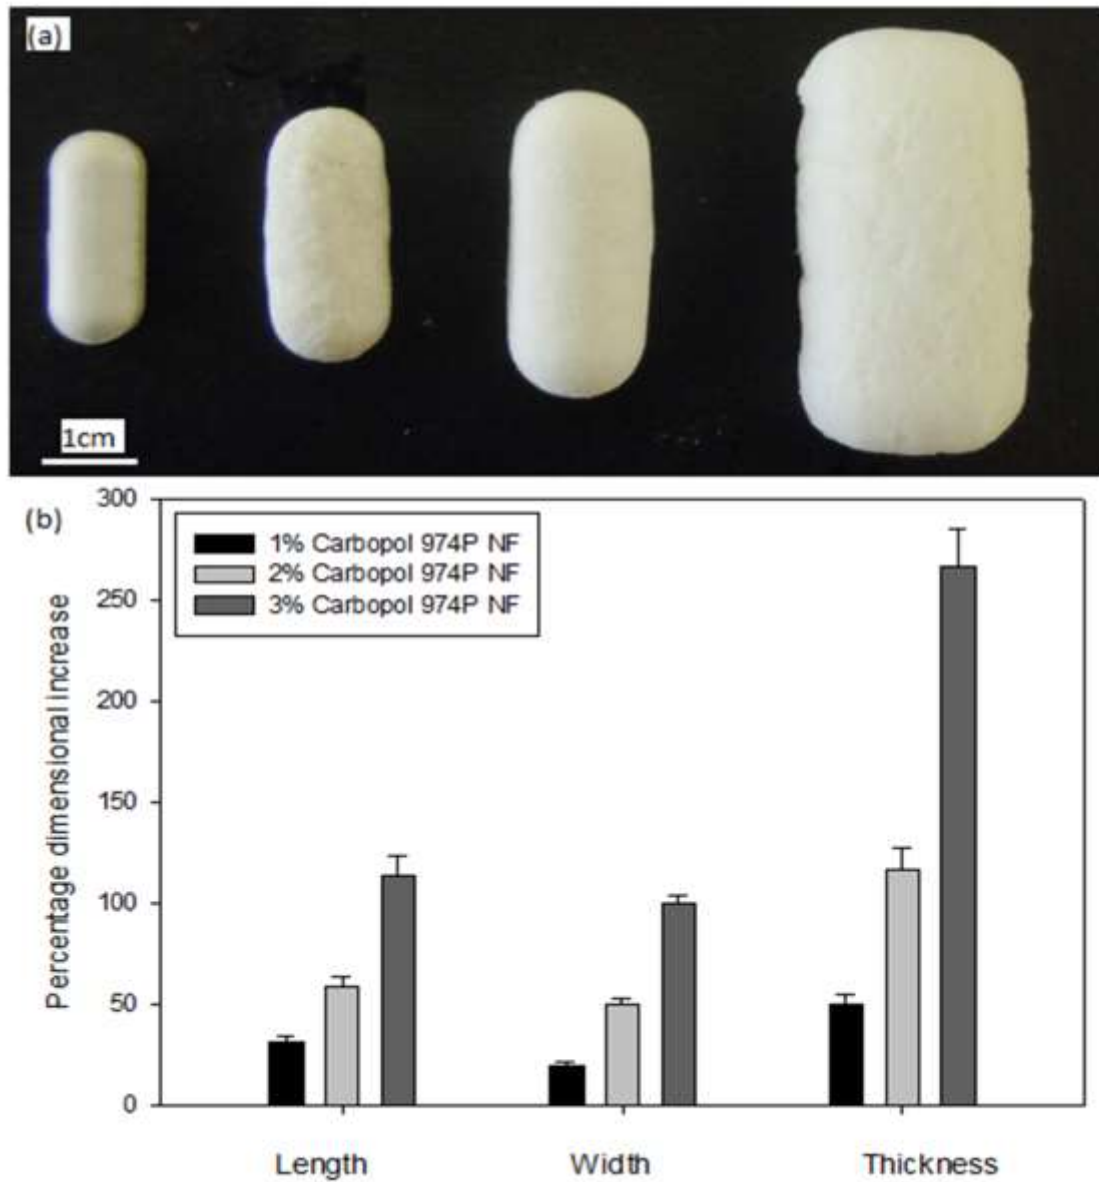 (a)
1cm
(b)
300
250
200
150
100
50
0
Percentage dimensional increase
1% Carbopol 974P NF
2% Carbopol 974P NF
3% Carbopol 974P NF
Length Width Thickness